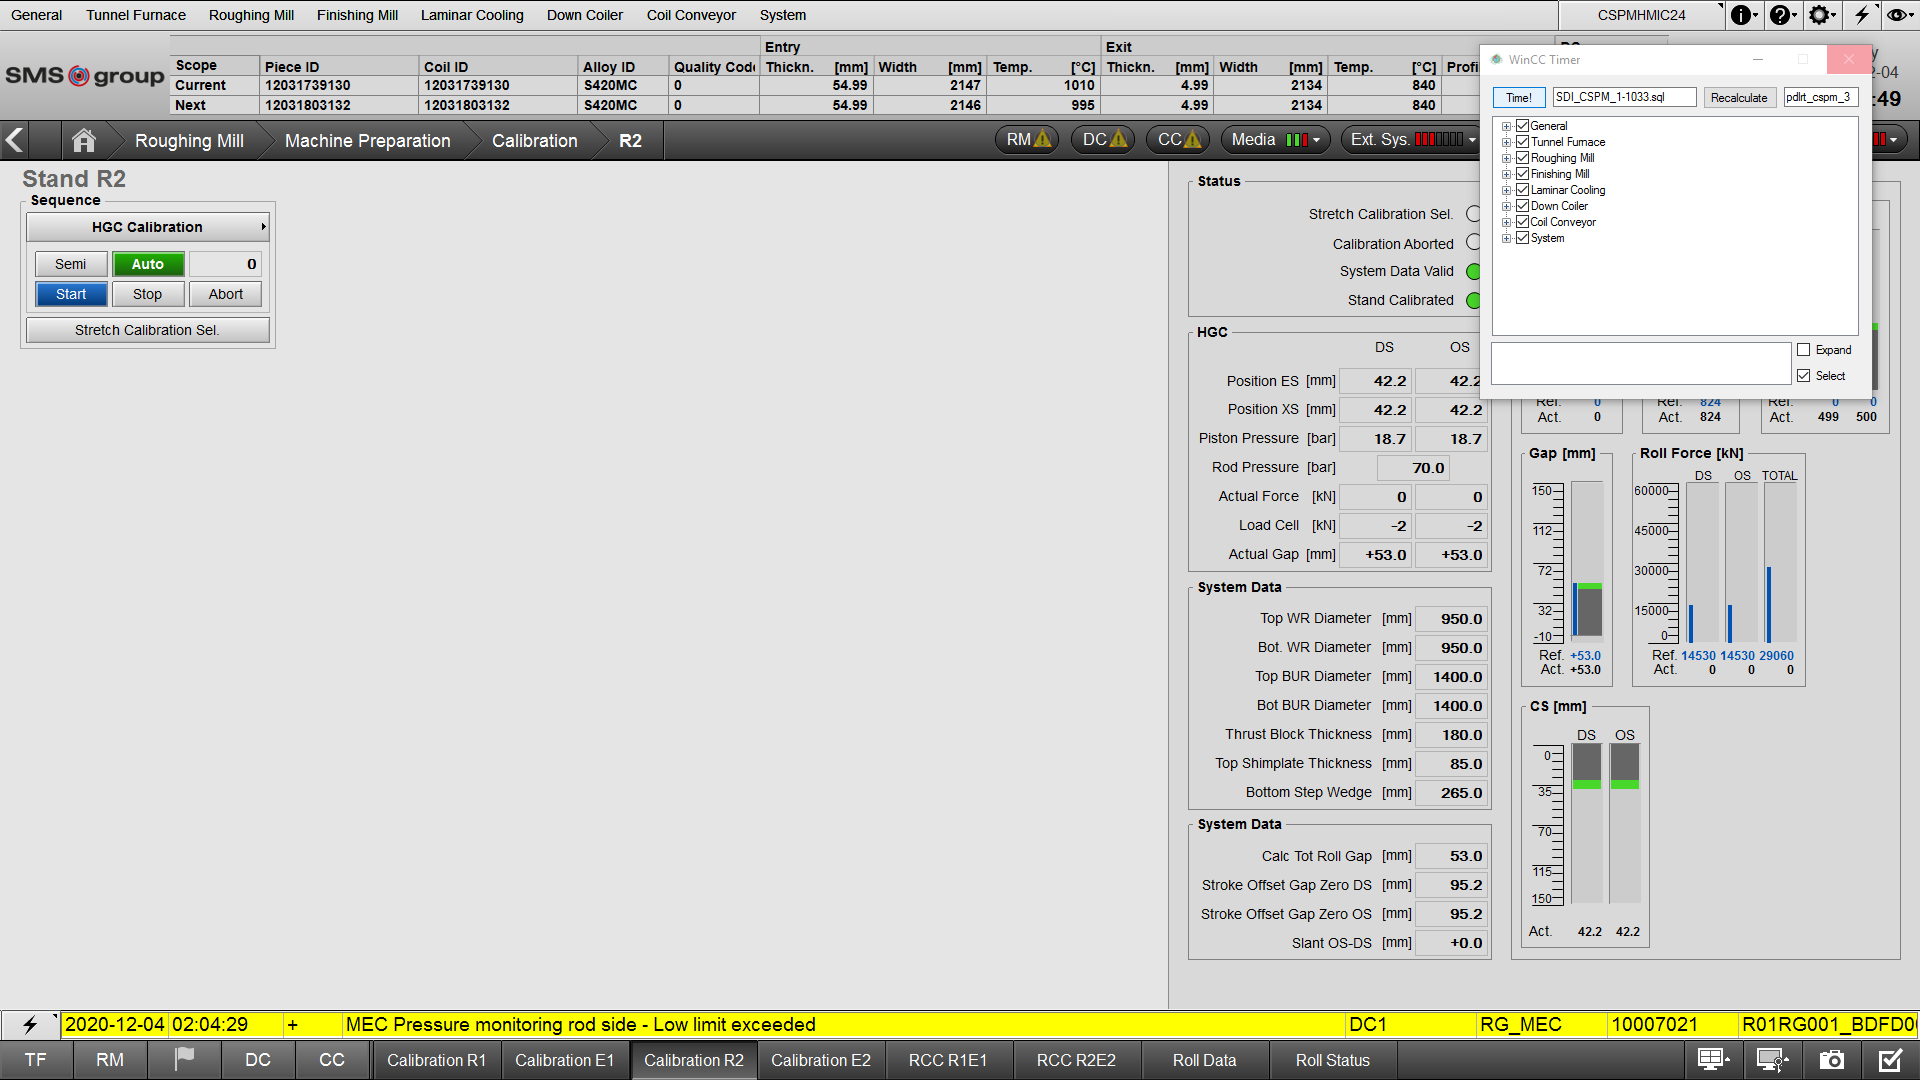 General Tunnel Furnace Roughing Mill Finishing Mill Laminar Cooling Down Coiler Coil Conveyor System CSPMHMIC24
SMS group
Entry Exit
Scope Piece ID Coil ID Alloy ID Quality Code Thickn. [mm] Width [mm] Temp. [°C] Thickn. [mm] Width [mm] Temp. [°C] Profi
Current 12031739130 12031739130 S420MC 0 54.99 2147 1010 4.99 2134 840
Next 12031803132 12031803132 S420MC 0 54.99 2146 995 4.99 2134 840
-04
:49
Roughing Mill Machine Preparation Calibration R2 RM DC CC Media Ext. Sys.
WinCC Timer
Time! SDI_CSPM_1-1033.sql Recalculate pdlrt_cspm_3
General
Tunnel Furnace
Roughing Mill
Finishing Mill
Laminar Cooling
Down Coiler
Coil Conveyor
System
Expand
Select
Stand R2
Sequence
HGC Calibration
Semi Auto 0
Start Stop Abort
Stretch Calibration Sel.
Status
Stretch Calibration Sel.
Calibration Aborted
System Data Valid
Stand Calibrated
HGC
DS OS
Position ES [mm] 42.2 42.2
Position XS [mm] 42.2 42.2
Piston Pressure [bar] 18.7 18.7
Rod Pressure [bar] 70.0
Actual Force [kN] 0 0
Load Cell [kN] -2 -2
Actual Gap [mm] +53.0 +53.0
System Data
Top WR Diameter [mm] 950.0
Bot. WR Diameter [mm] 950.0
Top BUR Diameter [mm] 1400.0
Bot BUR Diameter [mm] 1400.0
Thrust Block Thickness [mm] 180.0
Top Shimplate Thickness [mm] 85.0
Bottom Step Wedge [mm] 265.0
System Data
Calc Tot Roll Gap [mm] 53.0
Stroke Offset Gap Zero DS [mm] 95.2
Stroke Offset Gap Zero OS [mm] 95.2
Slant OS-DS [mm] +0.0
Ref. 0 Ref. 824 Ref. 0 0
Act. 0 Act. 824 Act. 499 500
Gap [mm]
150
112
72
32
-10
Ref. +53.0
Act. +53.0
Roll Force [kN]
DS OS TOTAL
60000
45000
30000
15000
0
Ref. 14530 14530 29060
Act. 0 0 0
CS [mm]
DS OS
0
35
70
115
150
Act. 42.2 42.2
2020-12-04 02:04:29 + MEC Pressure monitoring rod side - Low limit exceeded DC1 RG_MEC 10007021 R01RG001_BDFD0
TF RM DC CC Calibration R1 Calibration E1 Calibration R2 Calibration E2 RCC R1E1 RCC R2E2 Roll Data Roll Status